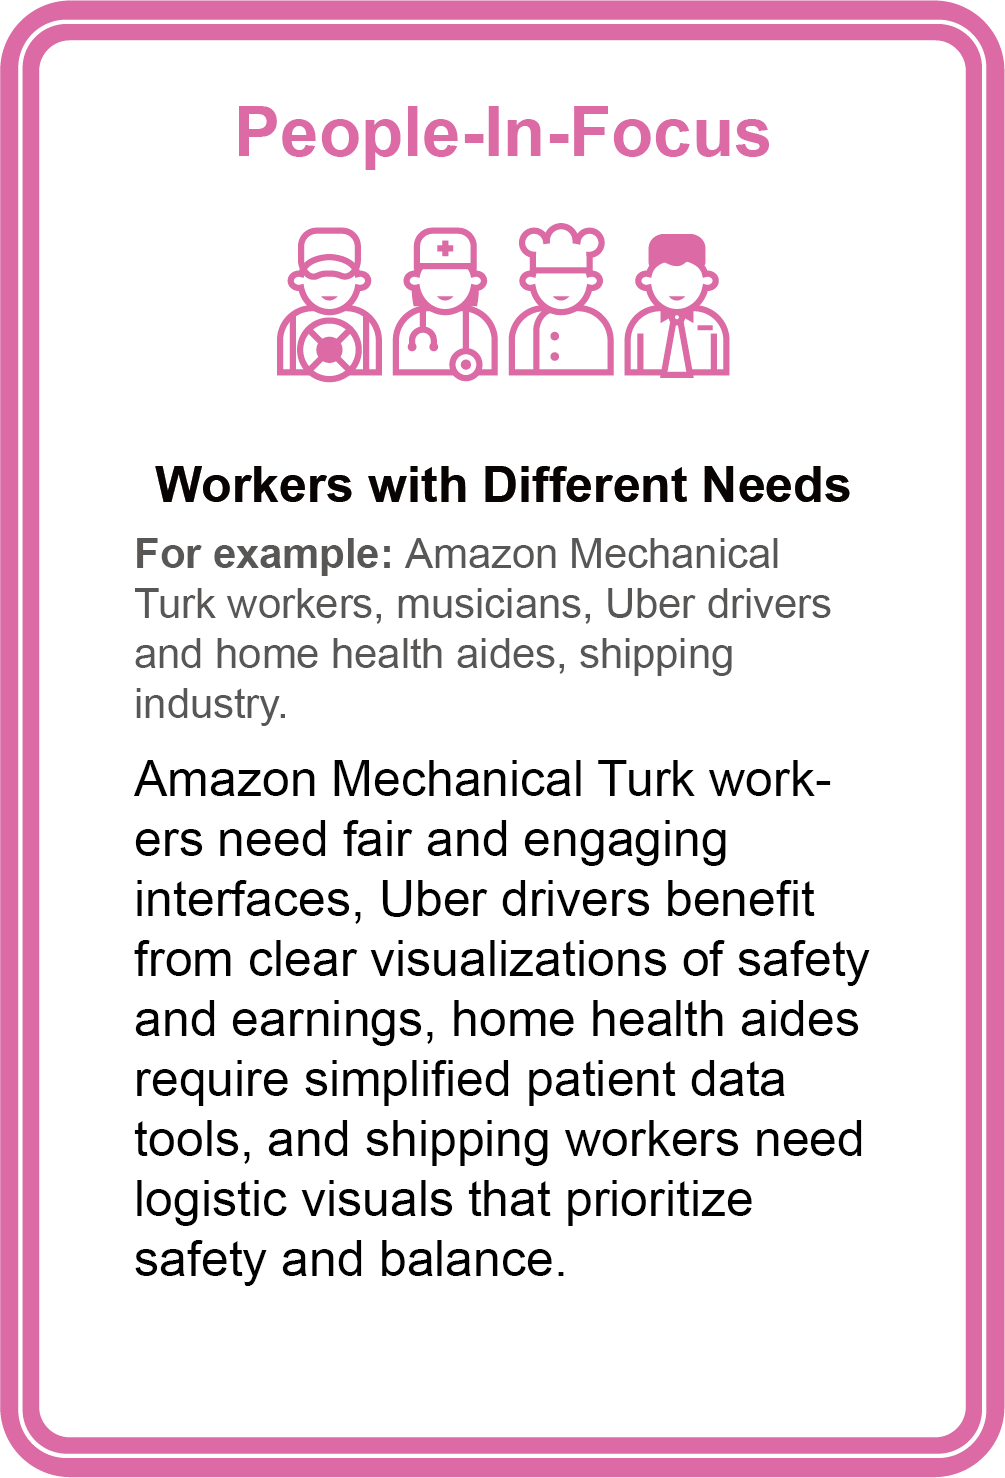 People-In-Focus
Workers with Different Needs
For example: Amazon Mechanical
Turk workers, musicians, Uber drivers
and home health aides, shipping
industry.
Amazon Mechanical Turk work-
ers need fair and engaging
interfaces, Uber drivers benefit
from clear visualizations of safety
and earnings, home health aides
require simplified patient data
tools, and shipping workers need
logistic visuals that prioritize
safety and balance.